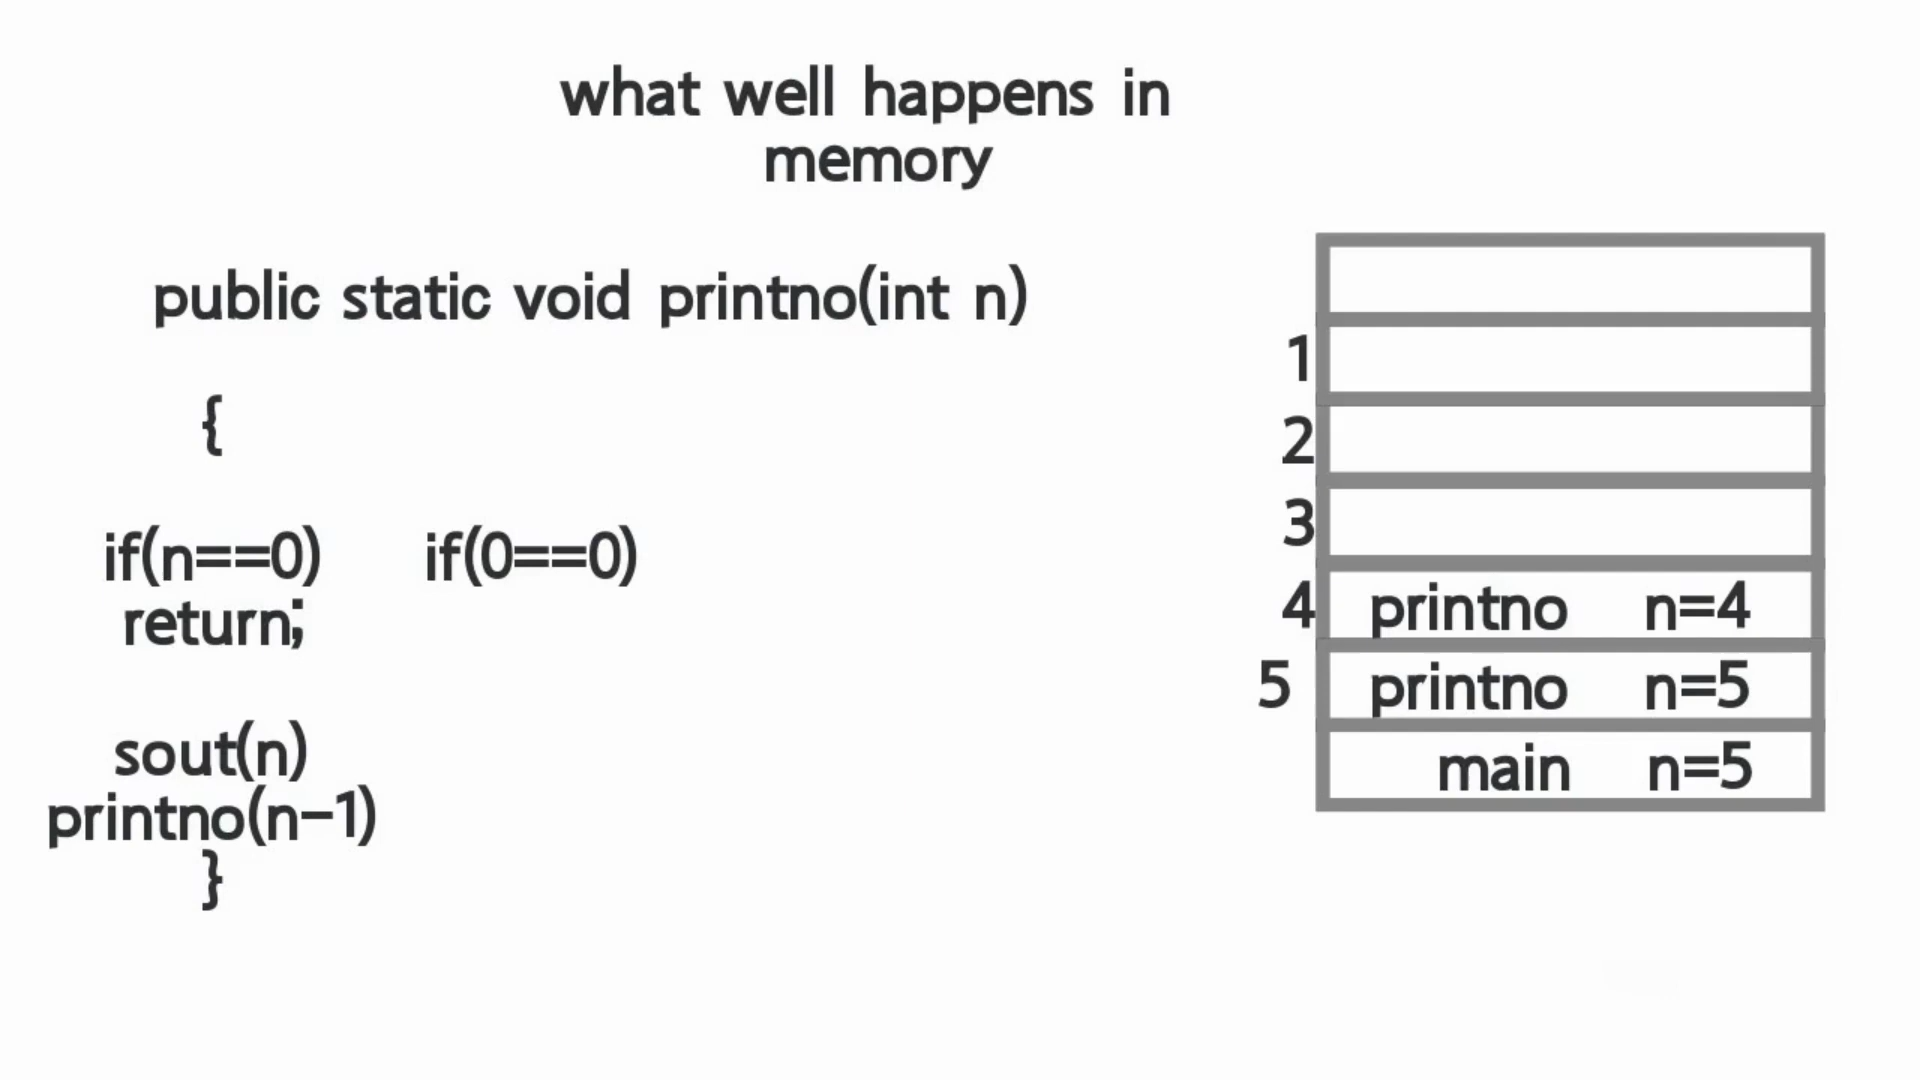 what well happens in
memory
public static void printno(int n)
{
if(n==0) if(0==0)
return;
sout(n)
printno(n-1)
}
1
2
3
4 printno n=4
5 printno n=5
main n=5